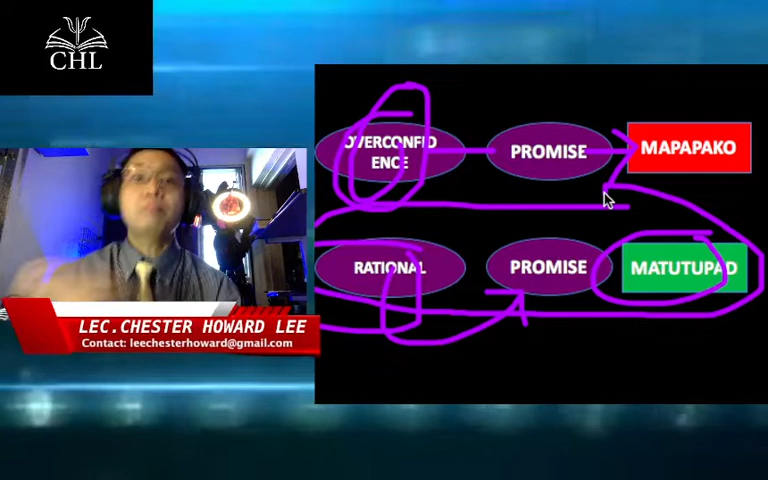 CHL
OVERCONFID
ENCE
PROMISE
MAPAPAKO
RATIONAL
PROMISE
MATUTUPAD
LEC.CHESTER HOWARD LEE
Contact: leechesterhoward@gmail.com